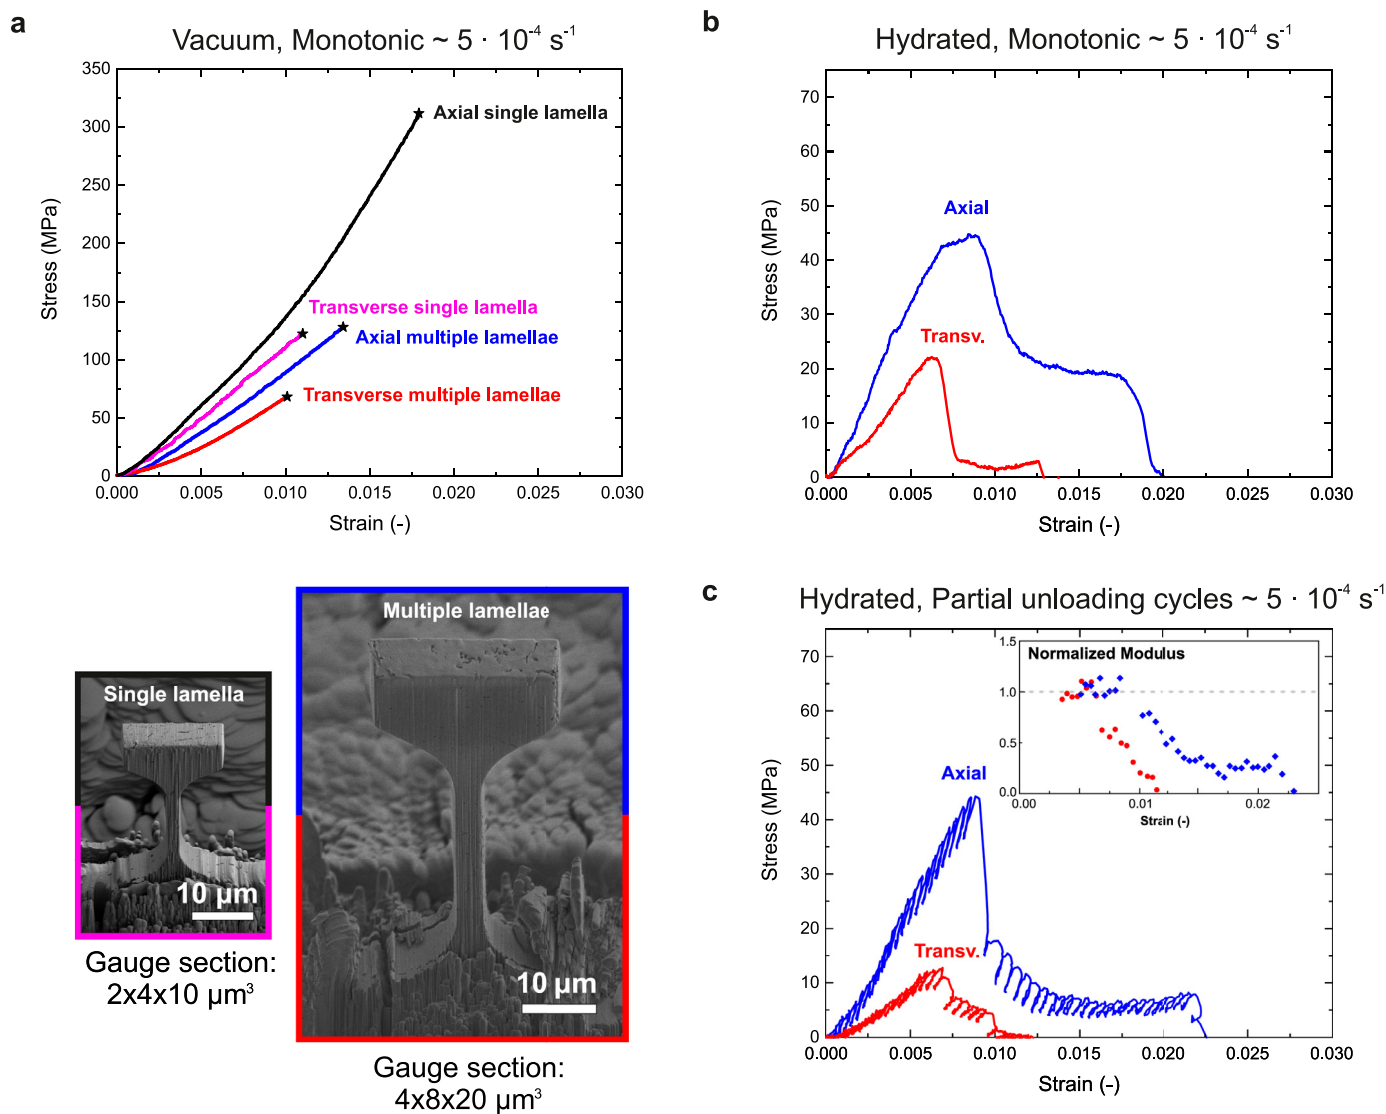 a
Vacuum, Monotonic ~ 5 · 10⁻⁴ s⁻¹
350
300
250
200
150
100
50
0
Stress (MPa)
Axial single lamella
Transverse single lamella
Axial multiple lamellae
Transverse multiple lamellae
0.000 0.005 0.010 0.015 0.020 0.025 0.030
Strain (-)
Single lamella
10 µm
Gauge section:
2x4x10 µm³
Multiple lamellae
10 µm
Gauge section:
4x8x20 µm³
b
Hydrated, Monotonic ~ 5 · 10⁻⁴ s⁻¹
70
60
50
40
30
20
10
0
Stress (MPa)
Axial
Transv.
0.000 0.005 0.010 0.015 0.020 0.025 0.030
Strain (-)
c
Hydrated, Partial unloading cycles ~ 5 · 10⁻⁴ s⁻¹
70
60
50
40
30
20
10
0
Stress (MPa)
Normalized Modulus
1.5
1.0
0.5
0.0
0.00 0.01 0.02
Strain (-)
Axial
Transv.
0.000 0.005 0.010 0.015 0.020 0.025 0.030
Strain (-)